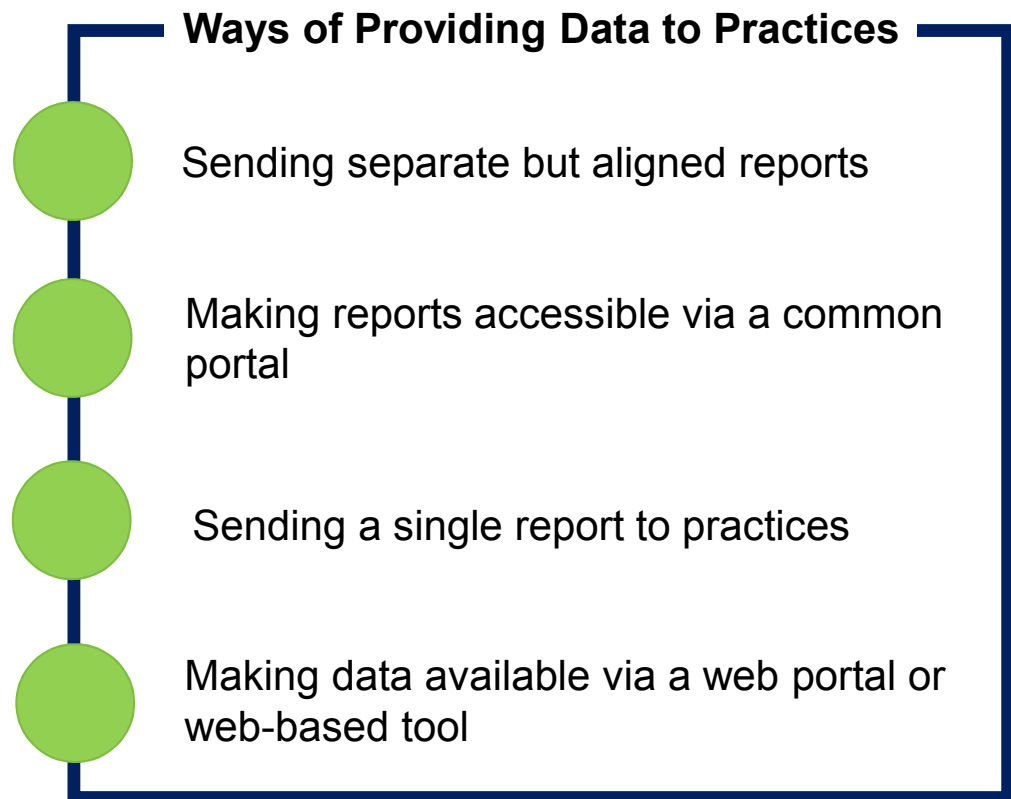 Ways of Providing Data to Practices
Sending separate but aligned reports
Making reports accessible via a common
portal
Sending a single report to practices
Making data available via a web portal or
web-based tool